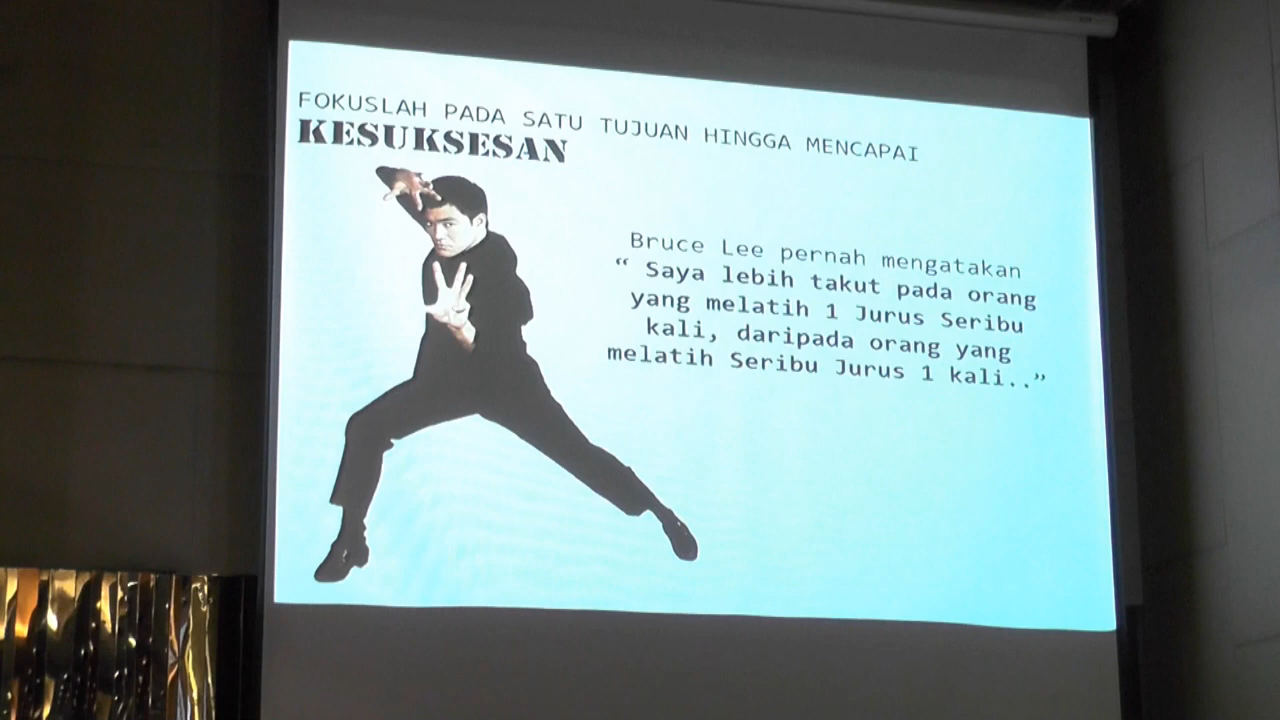 FOKUSLAH PADA SATU TUJUAN HINGGA MENCAPAI
KESUKSESAN
Bruce Lee pernah mengatakan
“ Saya lebih takut pada orang
yang melatih 1 Jurus Seribu
kali, daripada orang yang
melatih Seribu Jurus 1 kali..”